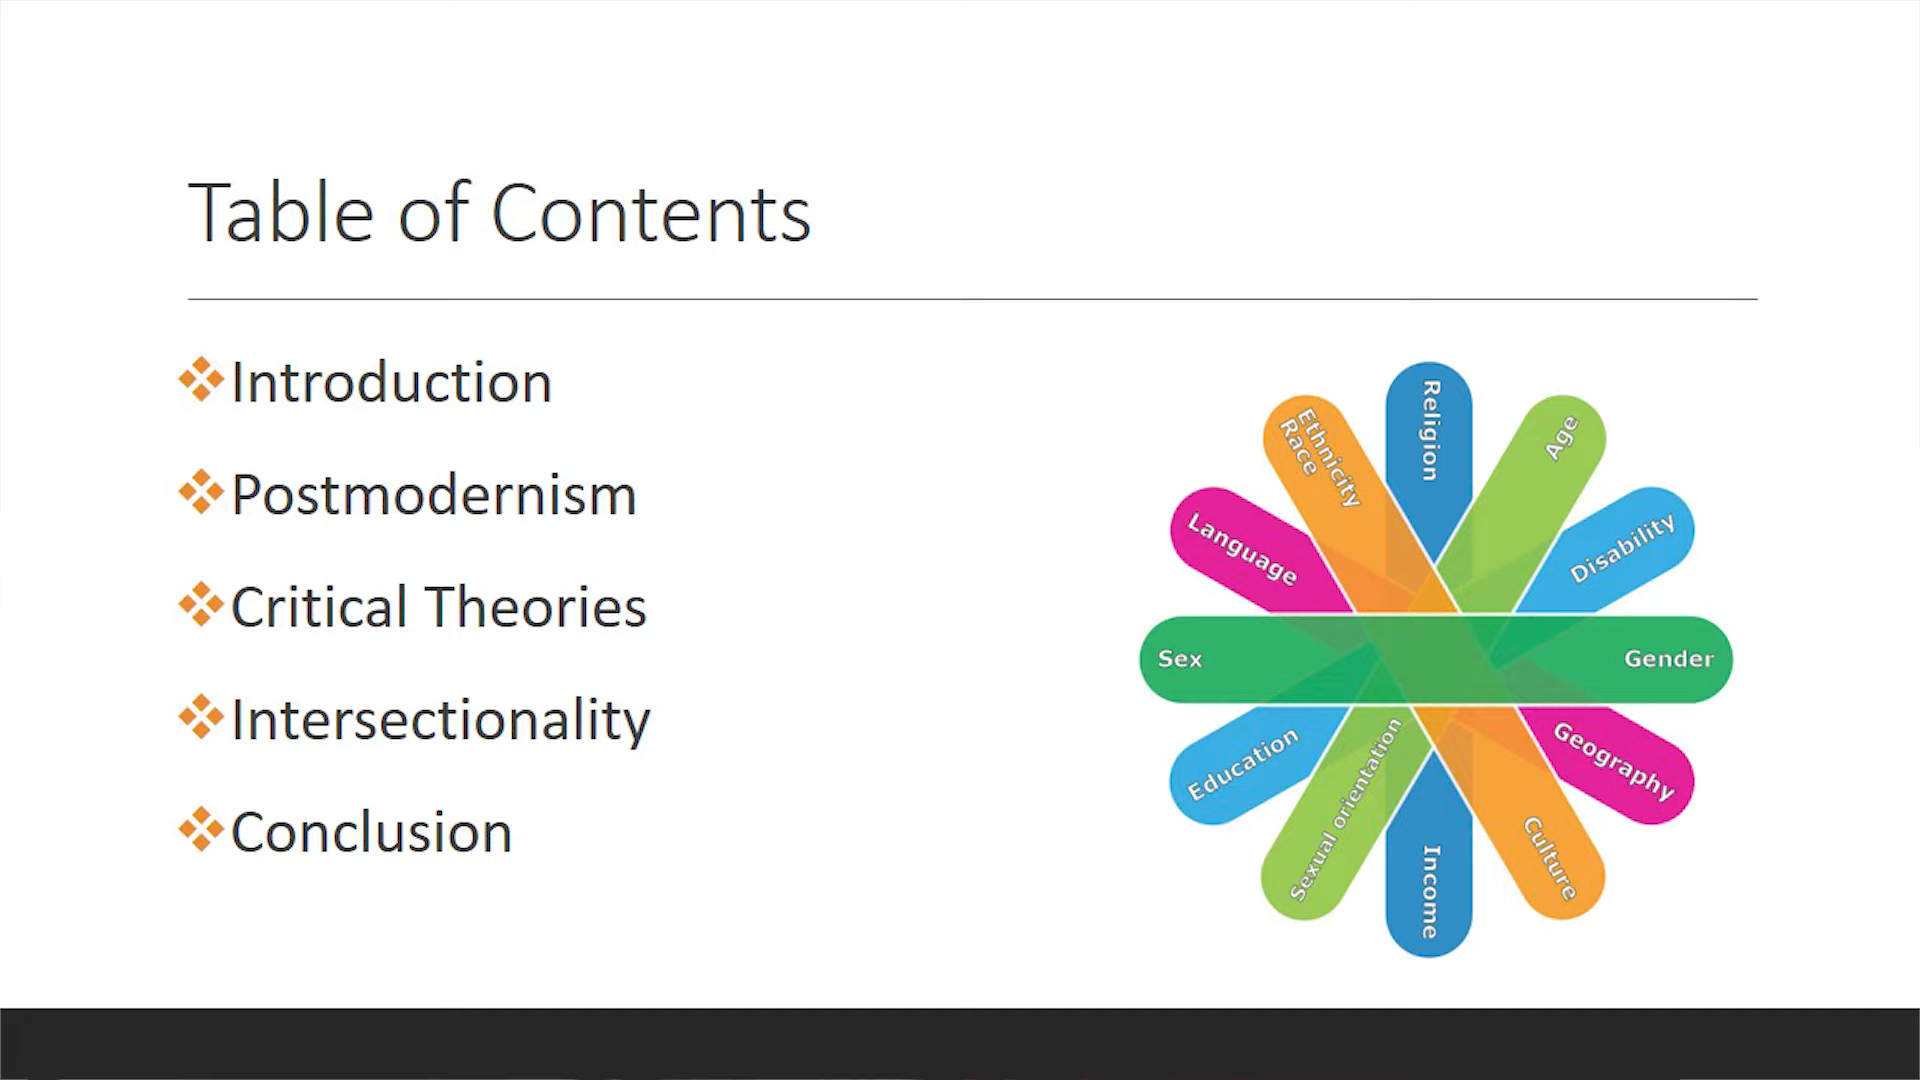 Table of Contents
Introduction
Postmodernism
Critical Theories
Intersectionality
Conclusion
Religion
Age
Disability
Gender
Geography
Culture
Income
Sexual orientation
Education
Sex
Language
Ethnicity
Race